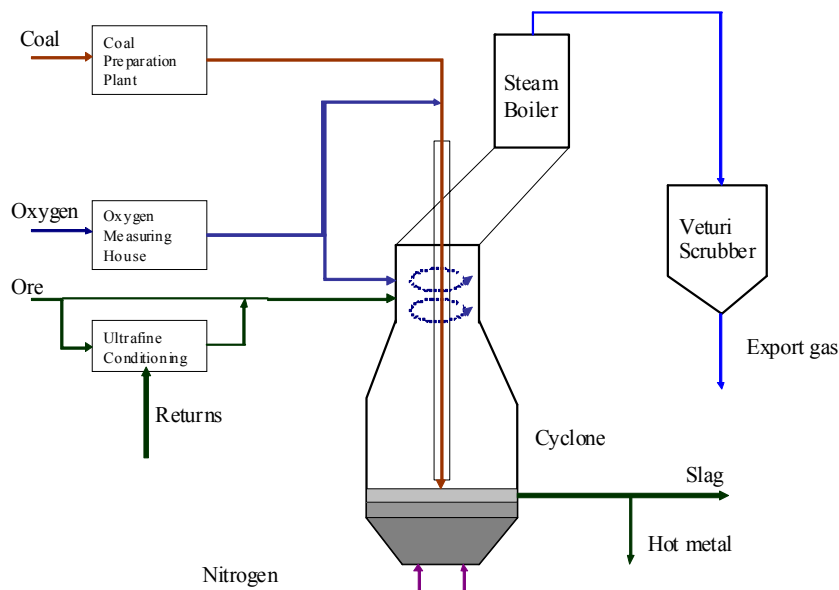 Coal
Coal
Preparation
Plant
Steam
Boiler
Oxygen
Oxygen
Measuring
House
Veturi
Scrubber
Ore
Ultrafine
Conditioning
Export gas
Returns
Cyclone
Slag
Hot metal
Nitrogen